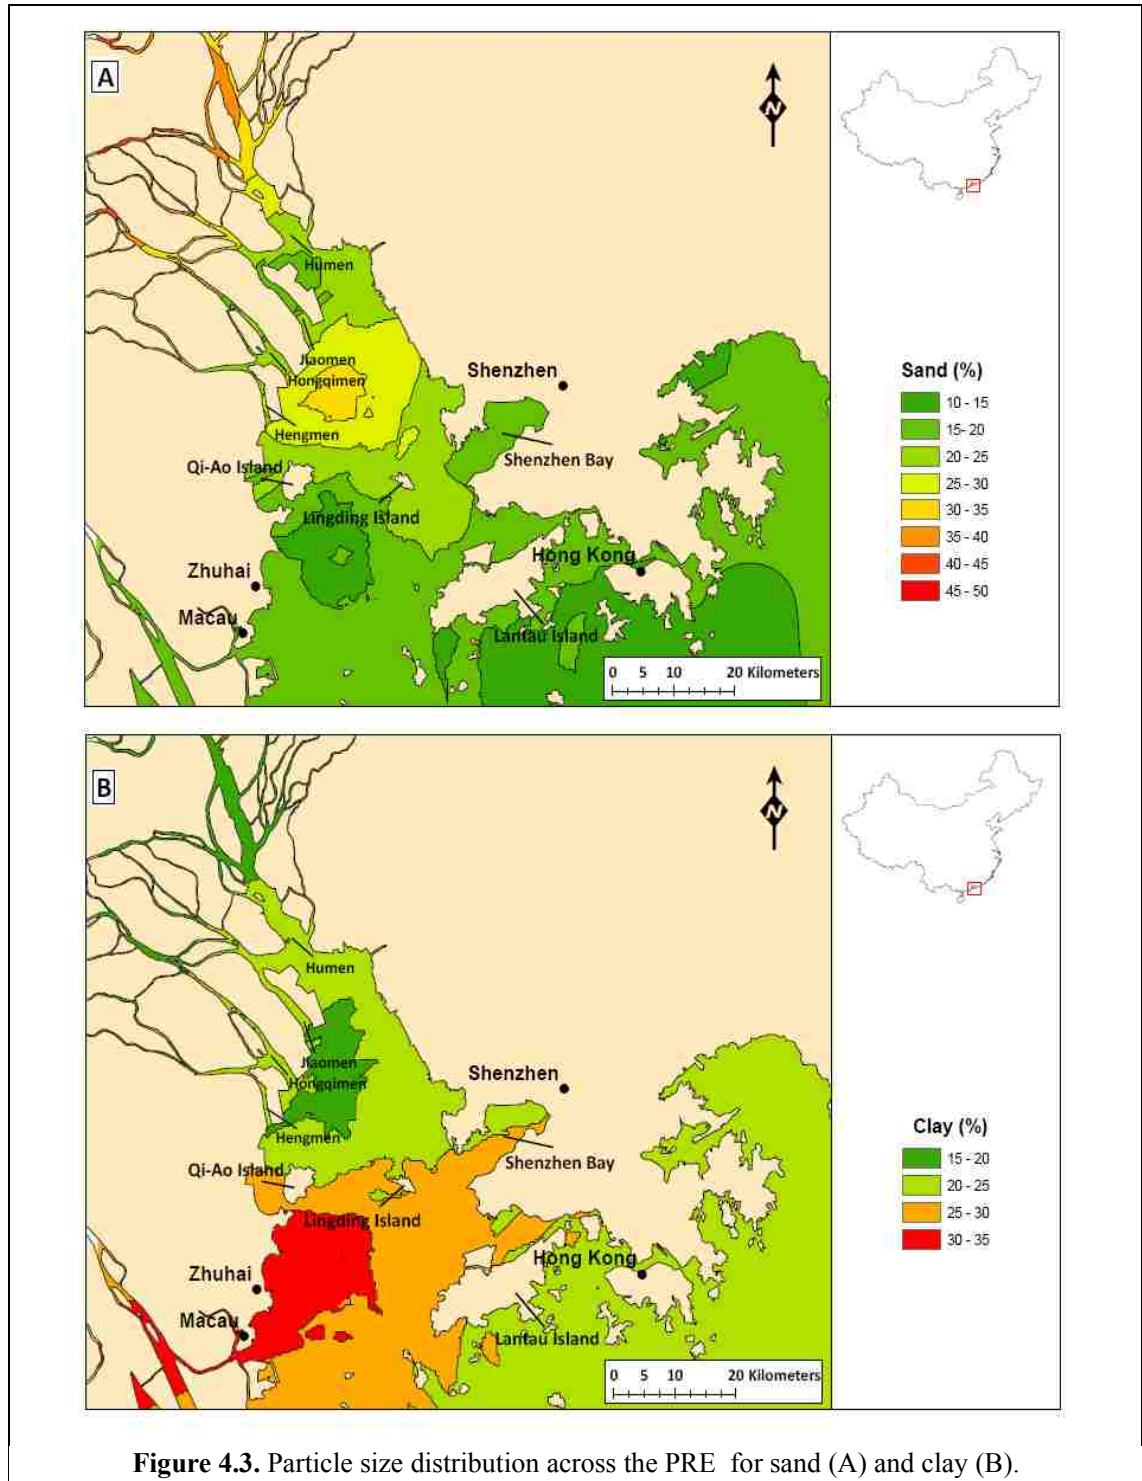 A
N
Humen
Jiaomen
Hongqimen
Shenzhen
Hengmen
Shenzhen Bay
Qi-Ao Island
Lingding Island
Hong Kong
Zhuhai
Macau
Lantau Island
0 5 10 20 Kilometers
Sand (%)
10 - 15
15- 20
20 - 25
25 - 30
30 - 35
35 - 40
40 - 45
45 - 50
B
N
Humen
Jiaomen
Hongqimen
Shenzhen
Hengmen
Shenzhen Bay
Qi-Ao Island
Lingding Island
Hong Kong
Zhuhai
Macau
Lantau Island
0 5 10 20 Kilometers
Clay (%)
15 - 20
20 - 25
25 - 30
30 - 35
Figure 4.3. Particle size distribution across the PRE for sand (A) and clay (B).